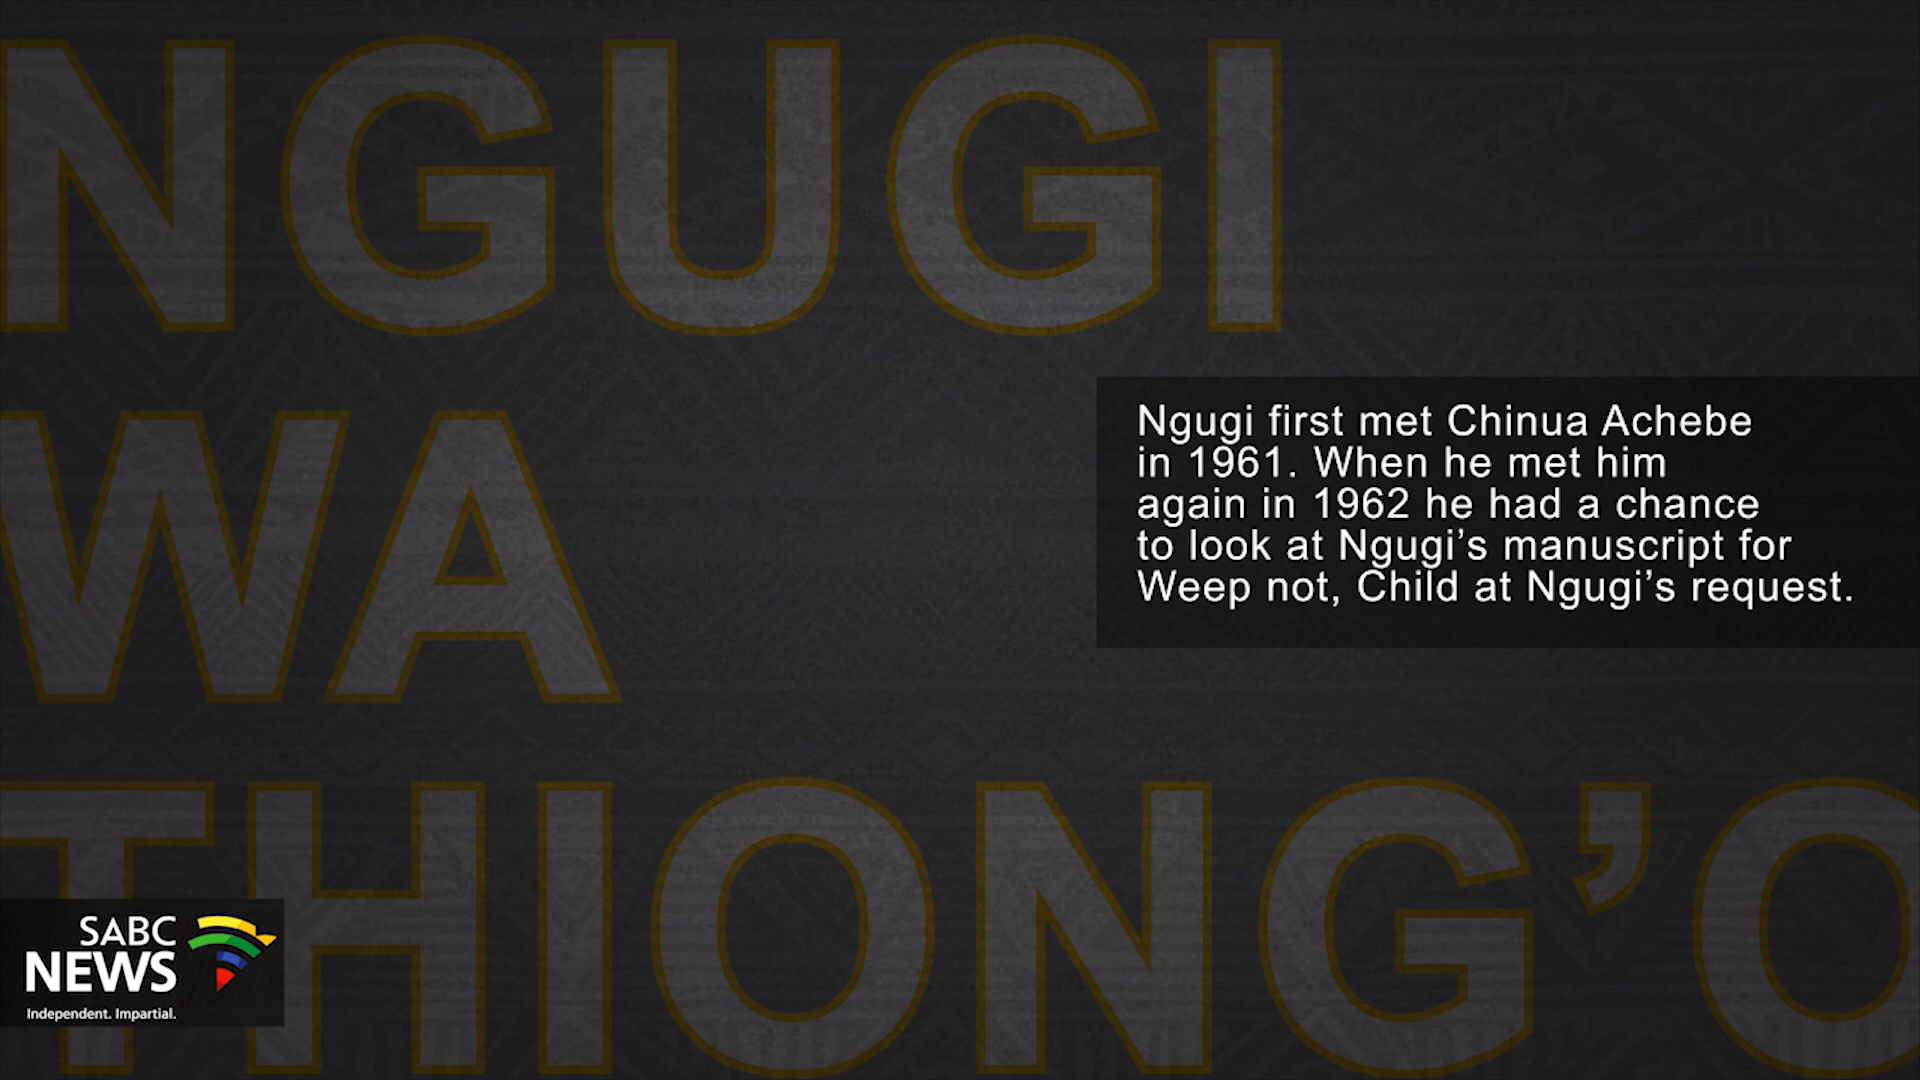 NGUGI
WA
THIONG’O
Ngugi first met Chinua Achebe
in 1961. When he met him
again in 1962 he had a chance
to look at Ngugi’s manuscript for
Weep not, Child at Ngugi’s request.
SABC
NEWS
Independent. Impartial.